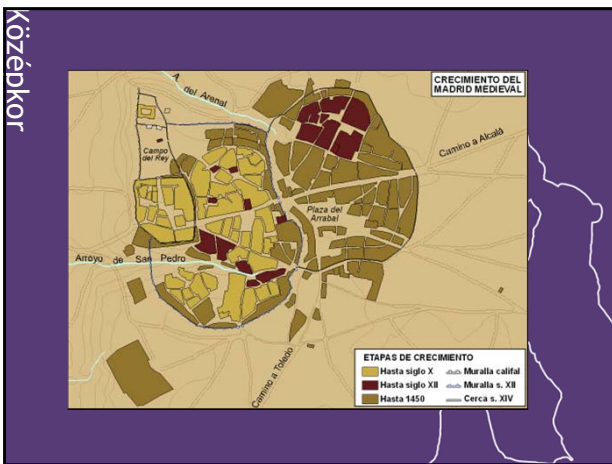 Középkor
CRECIMIENTO DEL
MADRID MEDIEVAL
A. del Arenal
Campo
del Rey
Camino a Alcalá
Plaza del
Arrabal
Arroyo de San Pedro
Camino a Toledo
ETAPAS DE CRECIMIENTO
Hasta siglo X
Muralla califal
Hasta siglo XII
Muralla s. XII
Hasta 1450
Cerca s. XIV